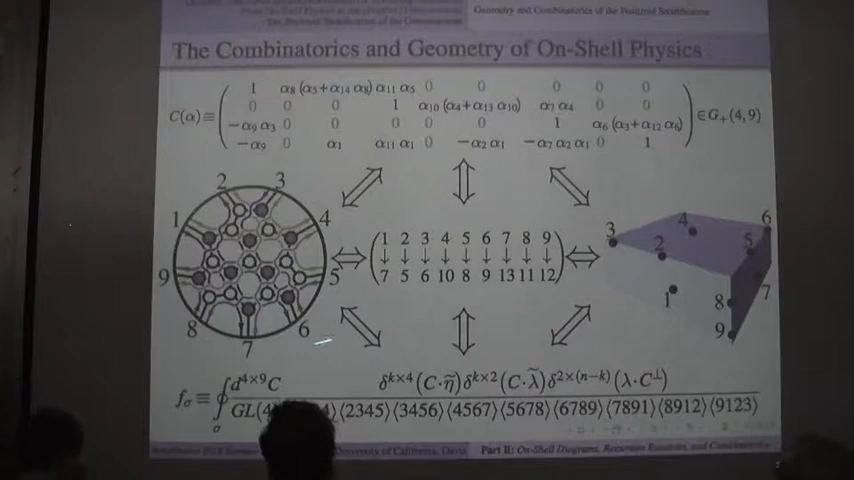 Geometry and Combinatorics of the Positroid Stratification
The Combinatorics and Geometry of On-Shell Physics
1 α8 (α5+α14 α8) α11 α5 0 0 0 0 0
0 0 0 1 α10 (α4+α13 α10) α7 α4 0 0
C(α)≡ ∈G+(4,9)
−α9 α3 0 0 0 0 0 1 α6 (α3+α12 α6)
−α9 0 α1 α11 α1 0 −α2 α1 −α7 α2 α1 0 1
2 3
1 4
9 5
8 6
7
1 2 3 4 5 6 7 8 9
↓ ↓ ↓ ↓ ↓ ↓ ↓ ↓ ↓
7 5 6 10 8 9 13 11 12
3 4 6
2 5
1 8 7
9
d4×9C δk×4(C·η̃)δk×2(C·λ̃)δ2×(n−k)(λ·C⊥)
fσ≡∮
σ
GL(4 ⟨2345⟩⟨3456⟩⟨4567⟩⟨5678⟩⟨6789⟩⟨7891⟩⟨8912⟩⟨9123⟩
University of California, Davis
Part II: On-Shell Diagrams, Recursion Relations, and Combinatorics